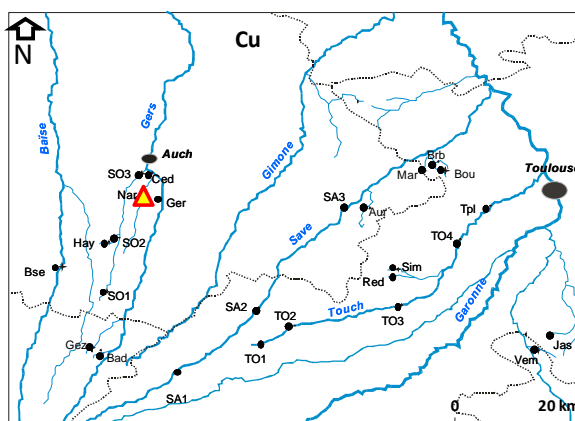 N
Cu
Baïse
Gers
Gimone
Auch
Toulouse
SO3
Ced
Nar
Ger
Brb
Mar
Bou
SA3
Aur
Tpl
Save
Hay
SO2
TO4
Bse
Sim
Red
SO1
SA2
TO2
Touch
TO3
Garonne
Gez
Bad
TO1
Jas
Vem
SA1
0
20 km